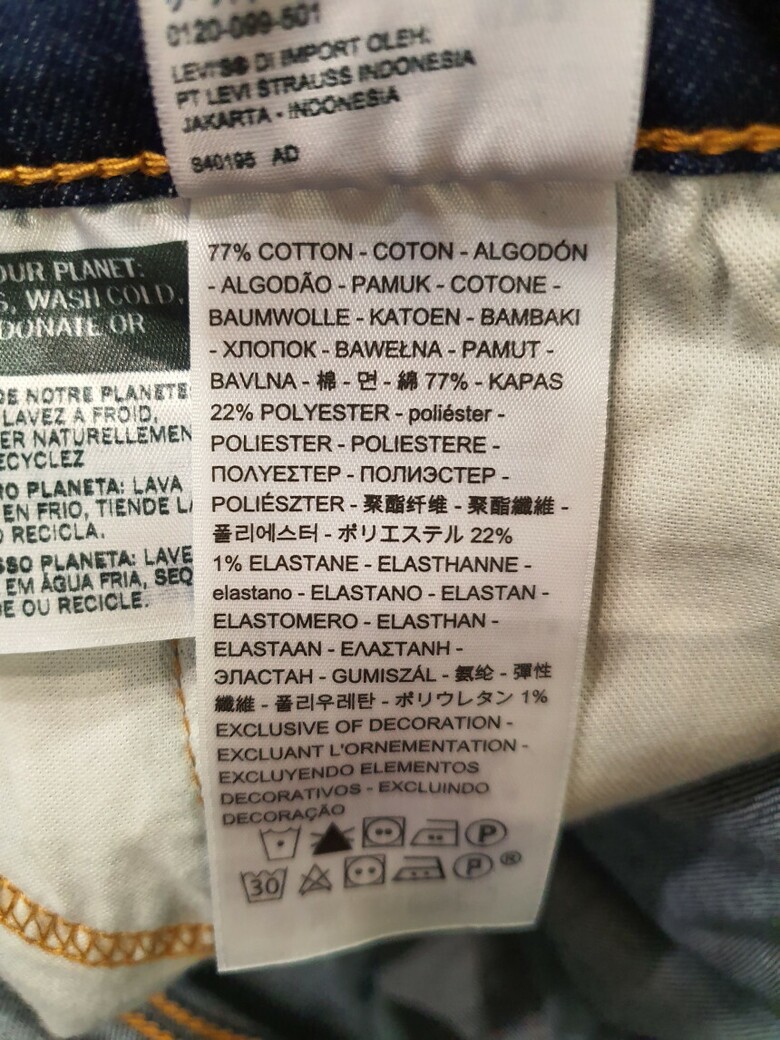 0120-099-501
LEVI'S® DI IMPORT OLEH:
PT LEVI STRAUSS INDONESIA
JAKARTA - INDONESIA
S40195 AD
OUR PLANET:
WASH COLD,
DONATE OR
DE NOTRE PLANETE
LAVEZ A FROID,
ER NATURELLEMEN
ECYCLEZ
RO PLANETA: LAVA
EN FRIO, TIENDE
O RECICLA.
SSO PLANETA: LAVE
EM ÁGUA FRIA, SEQ
E OU RECICLE.
77% COTTON - COTON - ALGODÓN
- ALGODÃO - PAMUK - COTONE -
BAUMWOLLE - KATOEN - BAMBAKI
- ХЛОПОК - BAWEŁNA - PAMUT -
BAVLNA - 棉 - 면 - 綿 77% - KAPAS
22% POLYESTER - poliéster -
POLIESTER - POLIESTERE -
ΠΟΛΥΕΣΤΕΡ - ПОЛИЭСТЕР -
POLIÉSZTER - 聚酯纤维 - 聚酯纖維 -
폴리에스터 - ポリエステル 22%
1% ELASTANE - ELASTHANNE -
elastano - ELASTANO - ELASTAN -
ELASTOMERO - ELASTHAN -
ELASTAAN - ΕΛΑΣΤΑΝΗ -
ЭЛАСТАН - GUMISZÁL - 氨纶 - 彈性
纖維 - 폴리우레탄 - ポリウレタン 1%
EXCLUSIVE OF DECORATION -
EXCLUANT L'ORNEMENTATION -
EXCLUYENDO ELEMENTOS
DECORATIVOS - EXCLUINDO
DECORAÇÃO
P
30 P ®